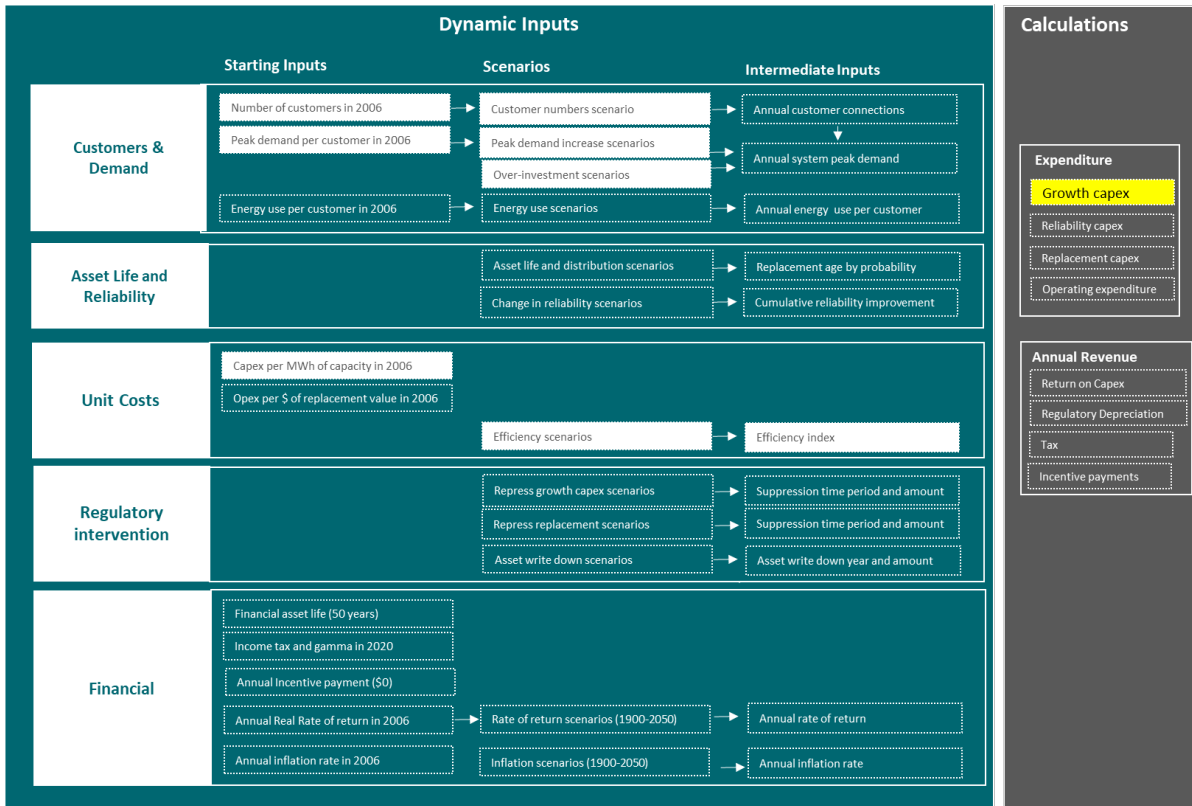 Dynamic Inputs
Starting Inputs
Scenarios
Intermediate Inputs
Customers &
Demand
Number of customers in 2006
Customer numbers scenario
Annual customer connections
Peak demand per customer in 2006
Peak demand increase scenarios
Annual system peak demand
Over-investment scenarios
Energy use per customer in 2006
Energy use scenarios
Annual energy use per customer
Asset Life and
Reliability
Asset life and distribution scenarios
Replacement age by probability
Change in reliability scenarios
Cumulative reliability improvement
Unit Costs
Capex per MWh of capacity in 2006
Opex per $ of replacement value in 2006
Efficiency scenarios
Efficiency index
Regulatory
intervention
Repress growth capex scenarios
Suppression time period and amount
Repress replacement scenarios
Suppression time period and amount
Asset write down scenarios
Asset write down year and amount
Financial
Financial asset life (50 years)
Income tax and gamma in 2020
Annual Incentive payment ($0)
Annual Real Rate of return in 2006
Rate of return scenarios (1900-2050)
Annual rate of return
Annual inflation rate in 2006
Inflation scenarios (1900-2050)
Annual inflation rate
Calculations
Expenditure
Growth capex
Reliability capex
Replacement capex
Operating expenditure
Annual Revenue
Return on Capex
Regulatory Depreciation
Tax
Incentive payments